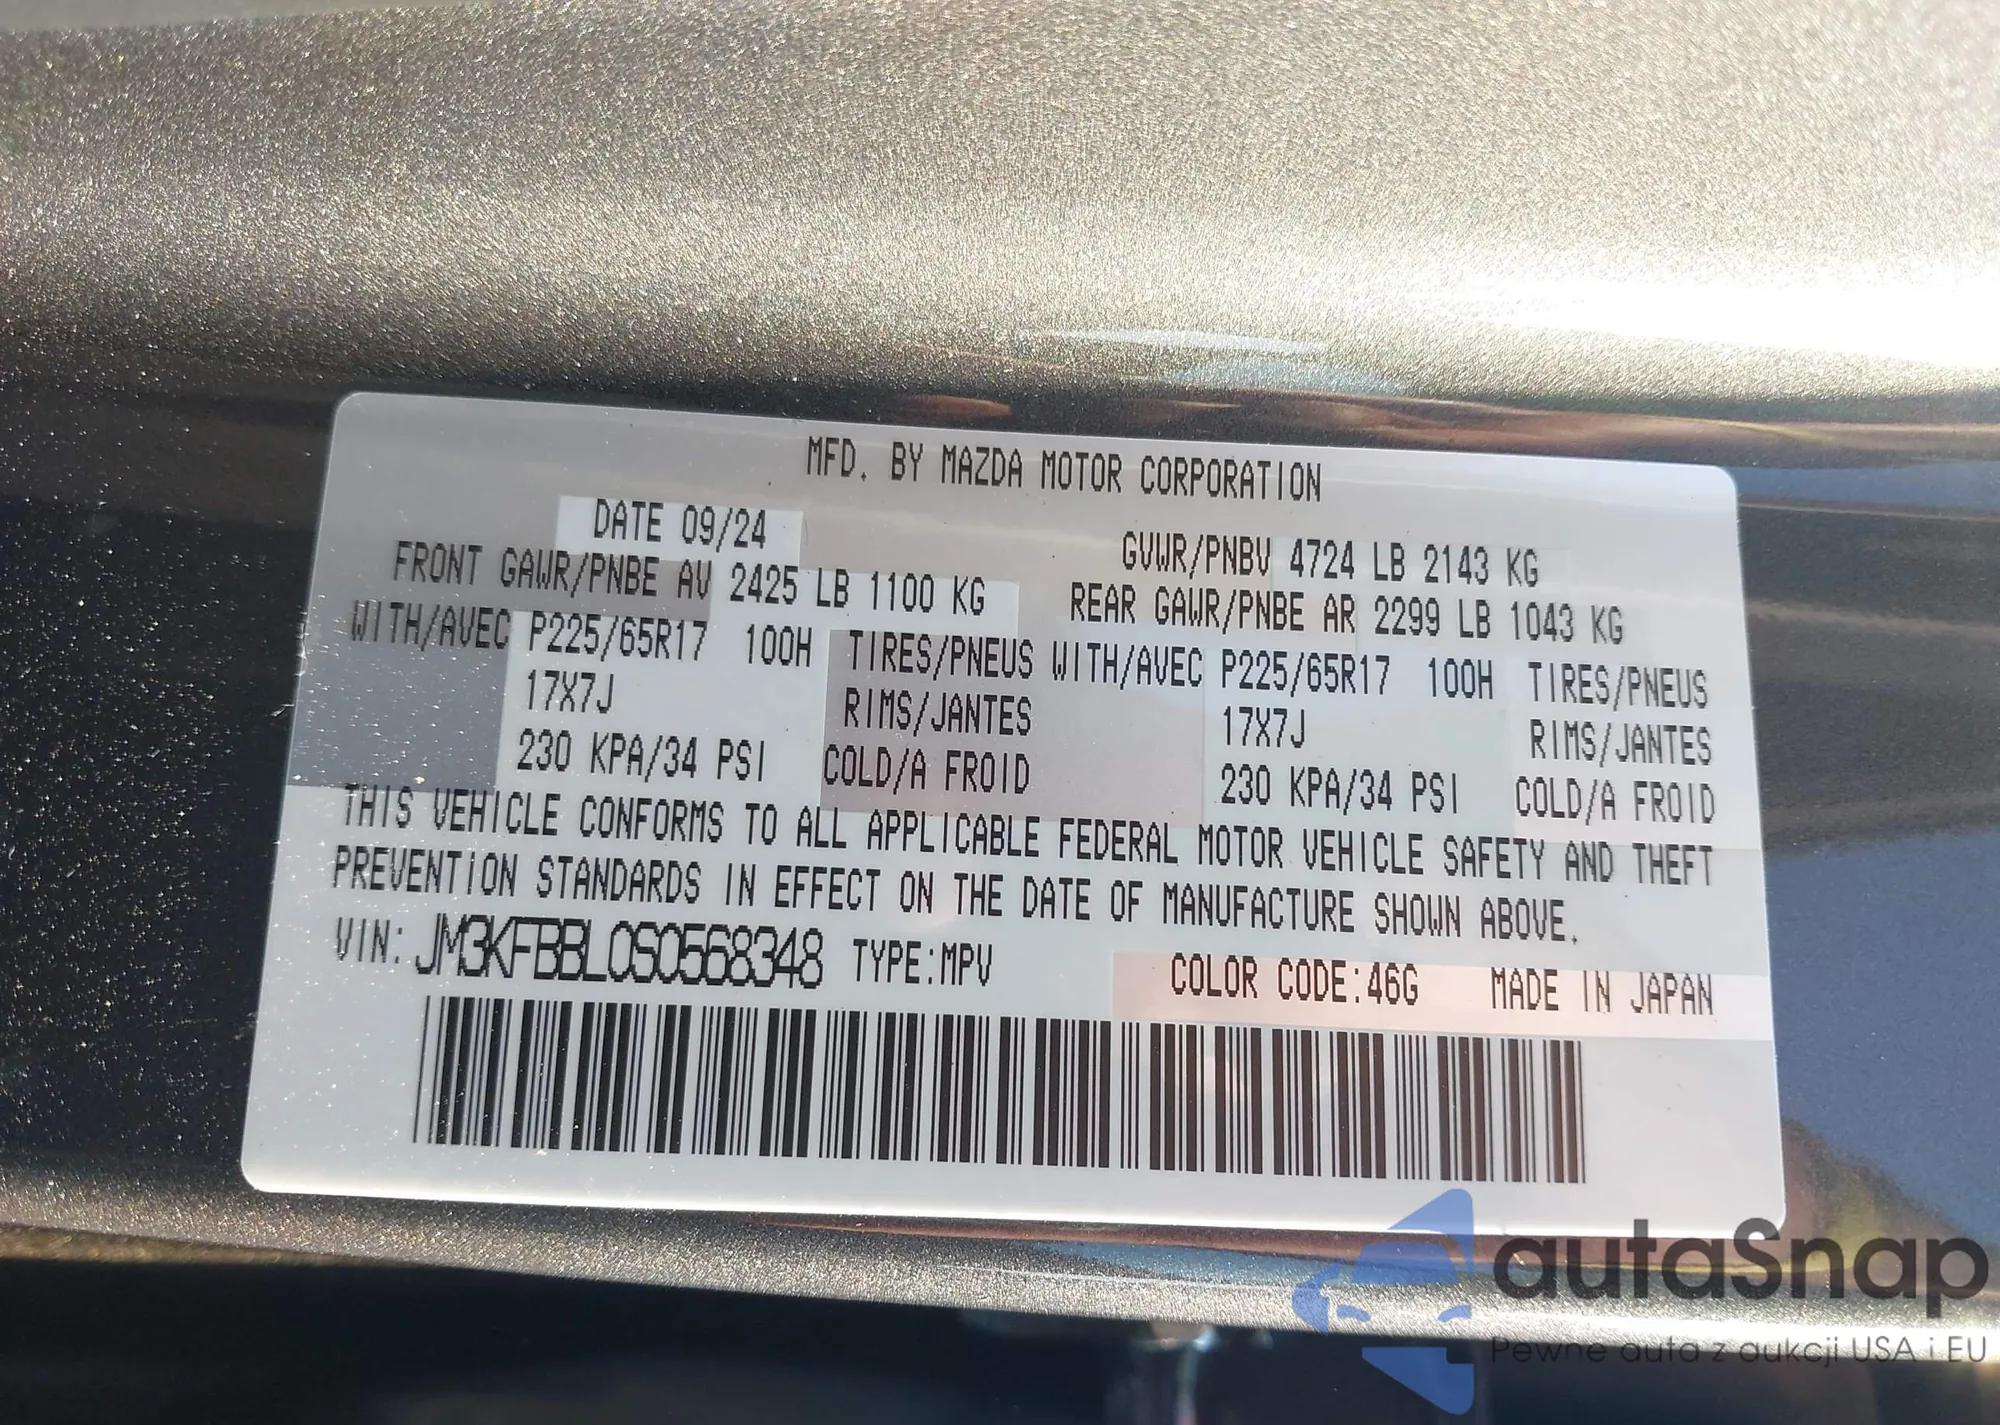 MFD. BY MAZDA MOTOR CORPORATION
DATE 09/24 GVWR/PNBV 4724 LB 2143 KG
FRONT GAWR/PNBE AV 2425 LB 1100 KG REAR GAWR/PNBE AR 2299 LB 1043 KG
WITH/AVEC P225/65R17 100H TIRES/PNEUS WITH/AVEC P225/65R17 100H TIRES/PNEUS
17X7J RIMS/JANTES 17X7J RIMS/JANTES
230 KPA/34 PSI COLD/A FROID 230 KPA/34 PSI COLD/A FROID
THIS VEHICLE CONFORMS TO ALL APPLICABLE FEDERAL MOTOR VEHICLE SAFETY AND THEFT
PREVENTION STANDARDS IN EFFECT ON THE DATE OF MANUFACTURE SHOWN ABOVE.
VIN: JM3KFBBL0S0568348 TYPE:MPV COLOR CODE:46G MADE IN JAPAN
autaSnap
Pewne auta z aukcji USA i EU